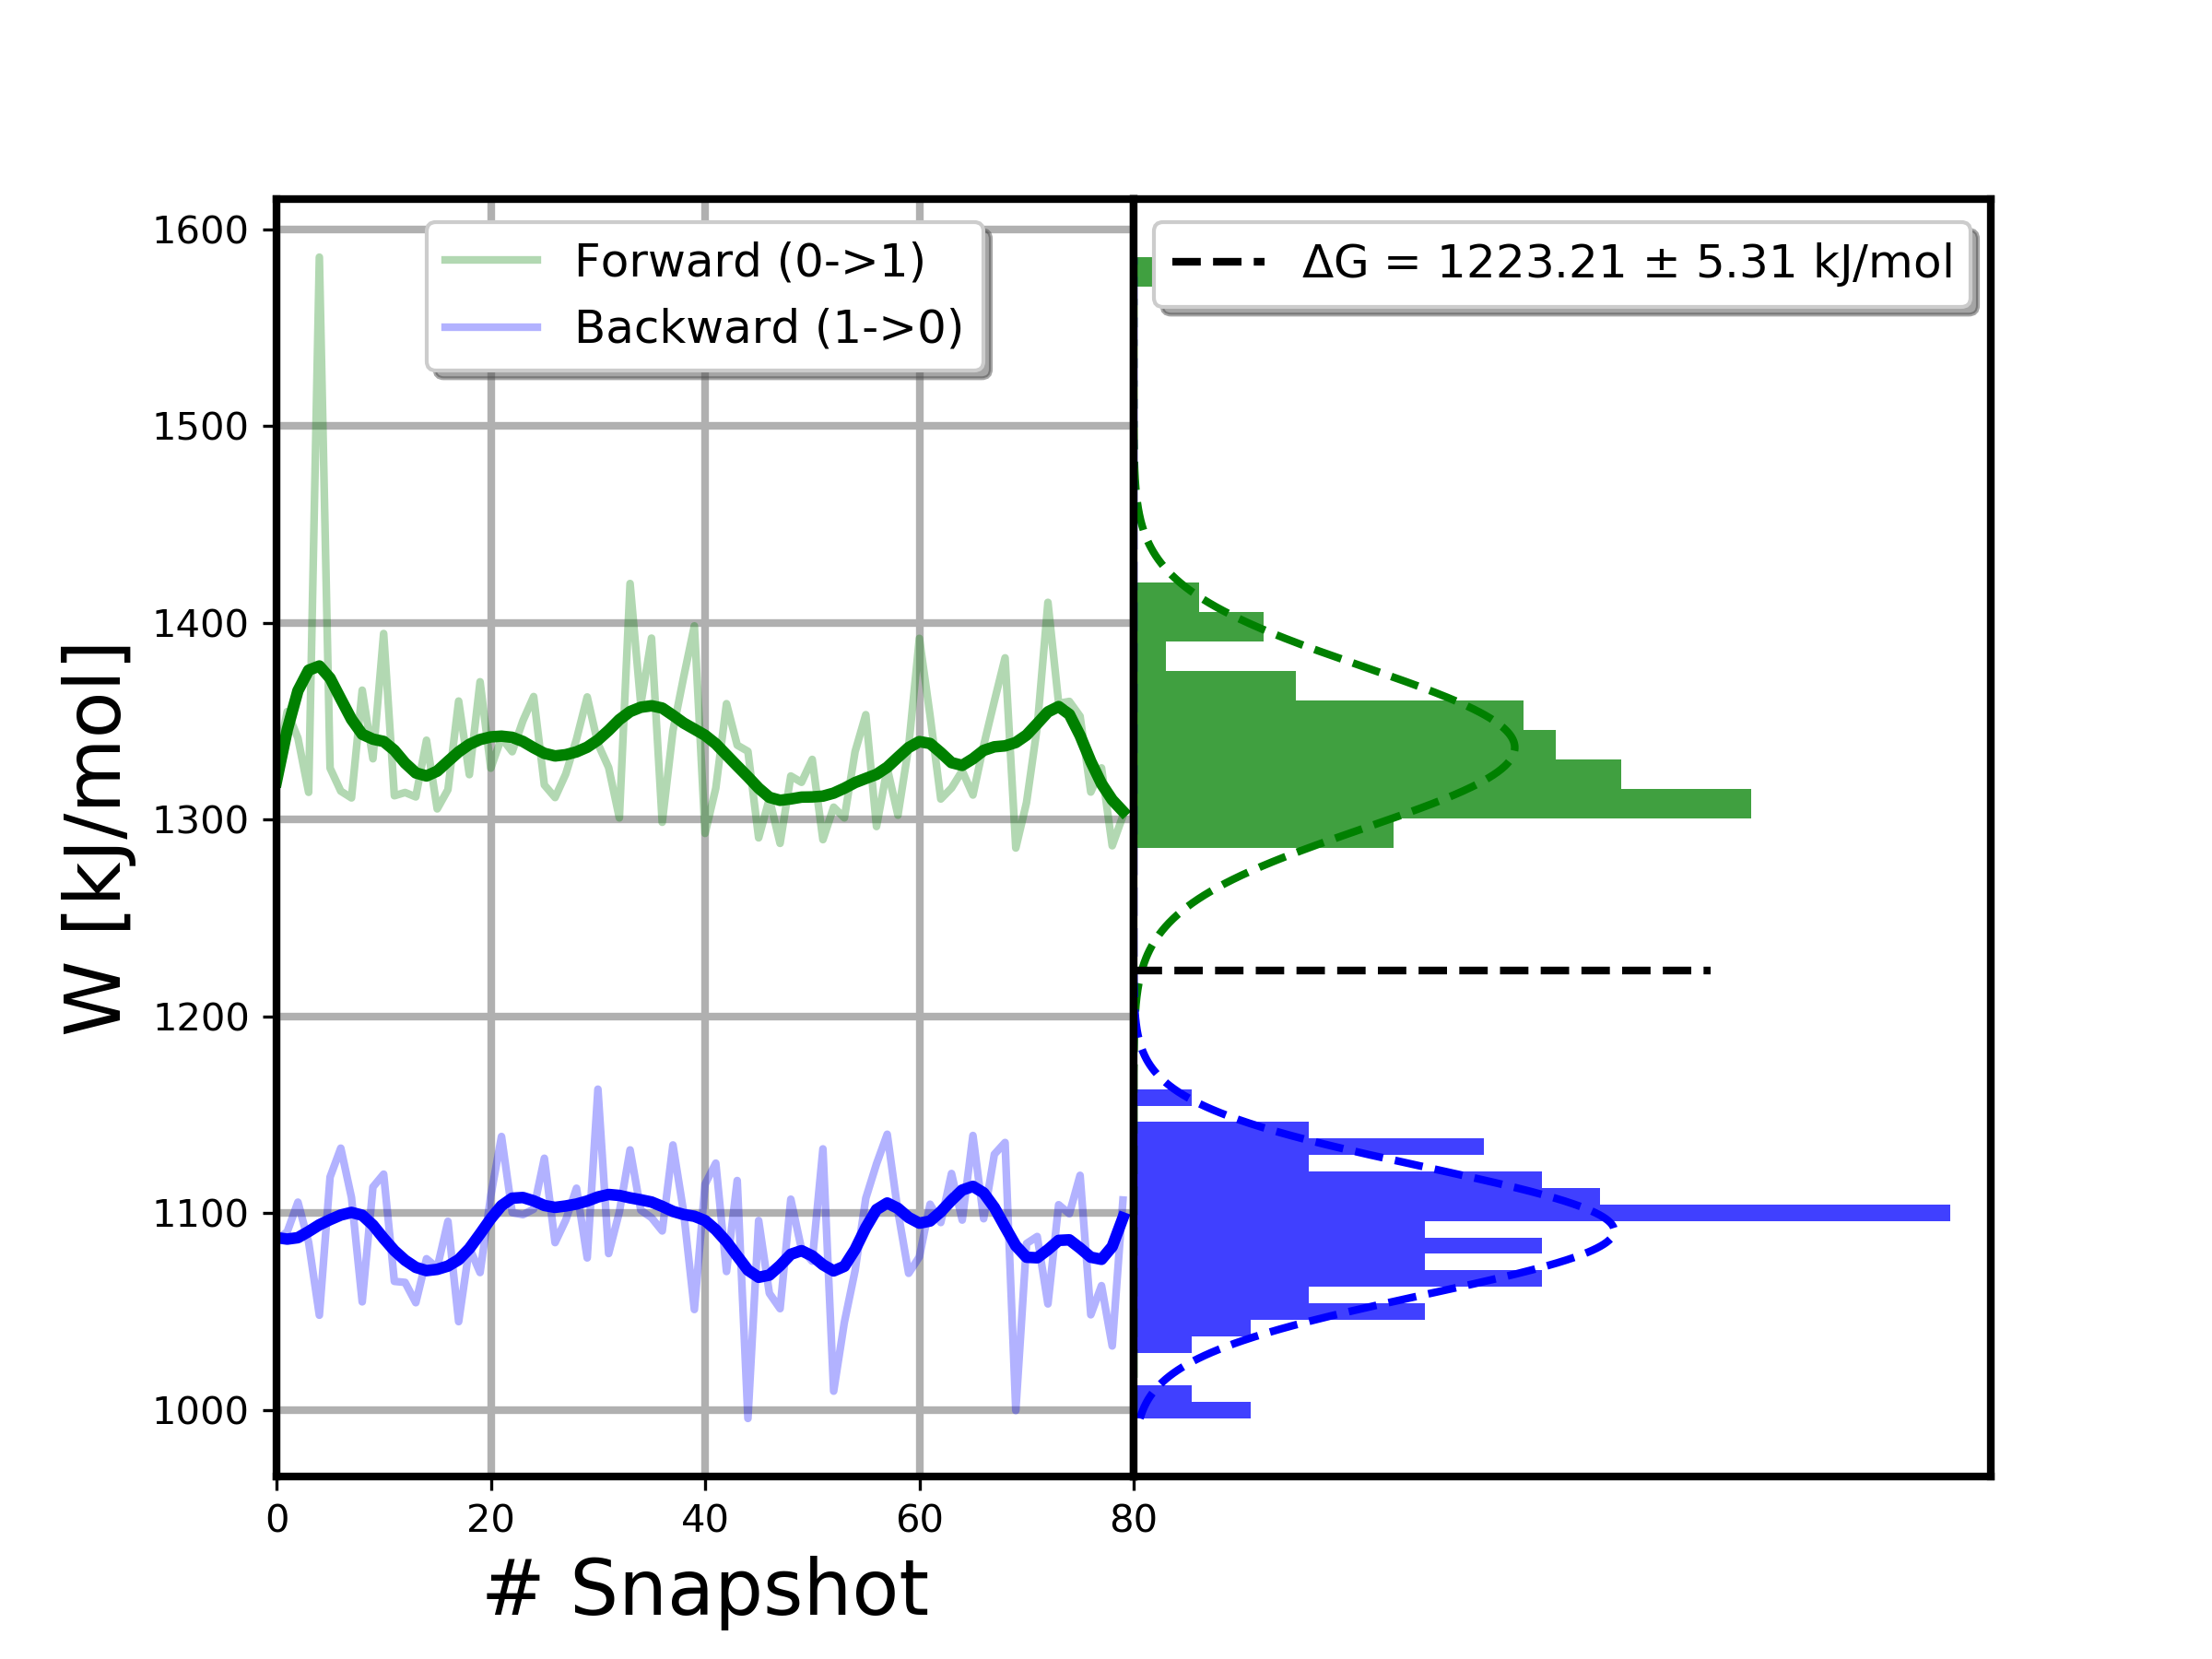 Forward (0->1)
Backward (1->0)
ΔG = 1223.21 ± 5.31 kJ/mol
W [kJ/mol]
1600
1500
1400
1300
1200
1100
1000
0 20 40 60 80
# Snapshot